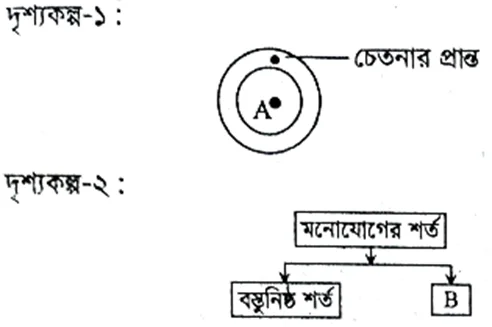 দৃশ্যকল্প-১ :
চেতনার প্রান্ত
A
দৃশ্যকল্প-২ :
মনোযোগের শর্ত
বস্তুনিষ্ঠ শর্ত
B